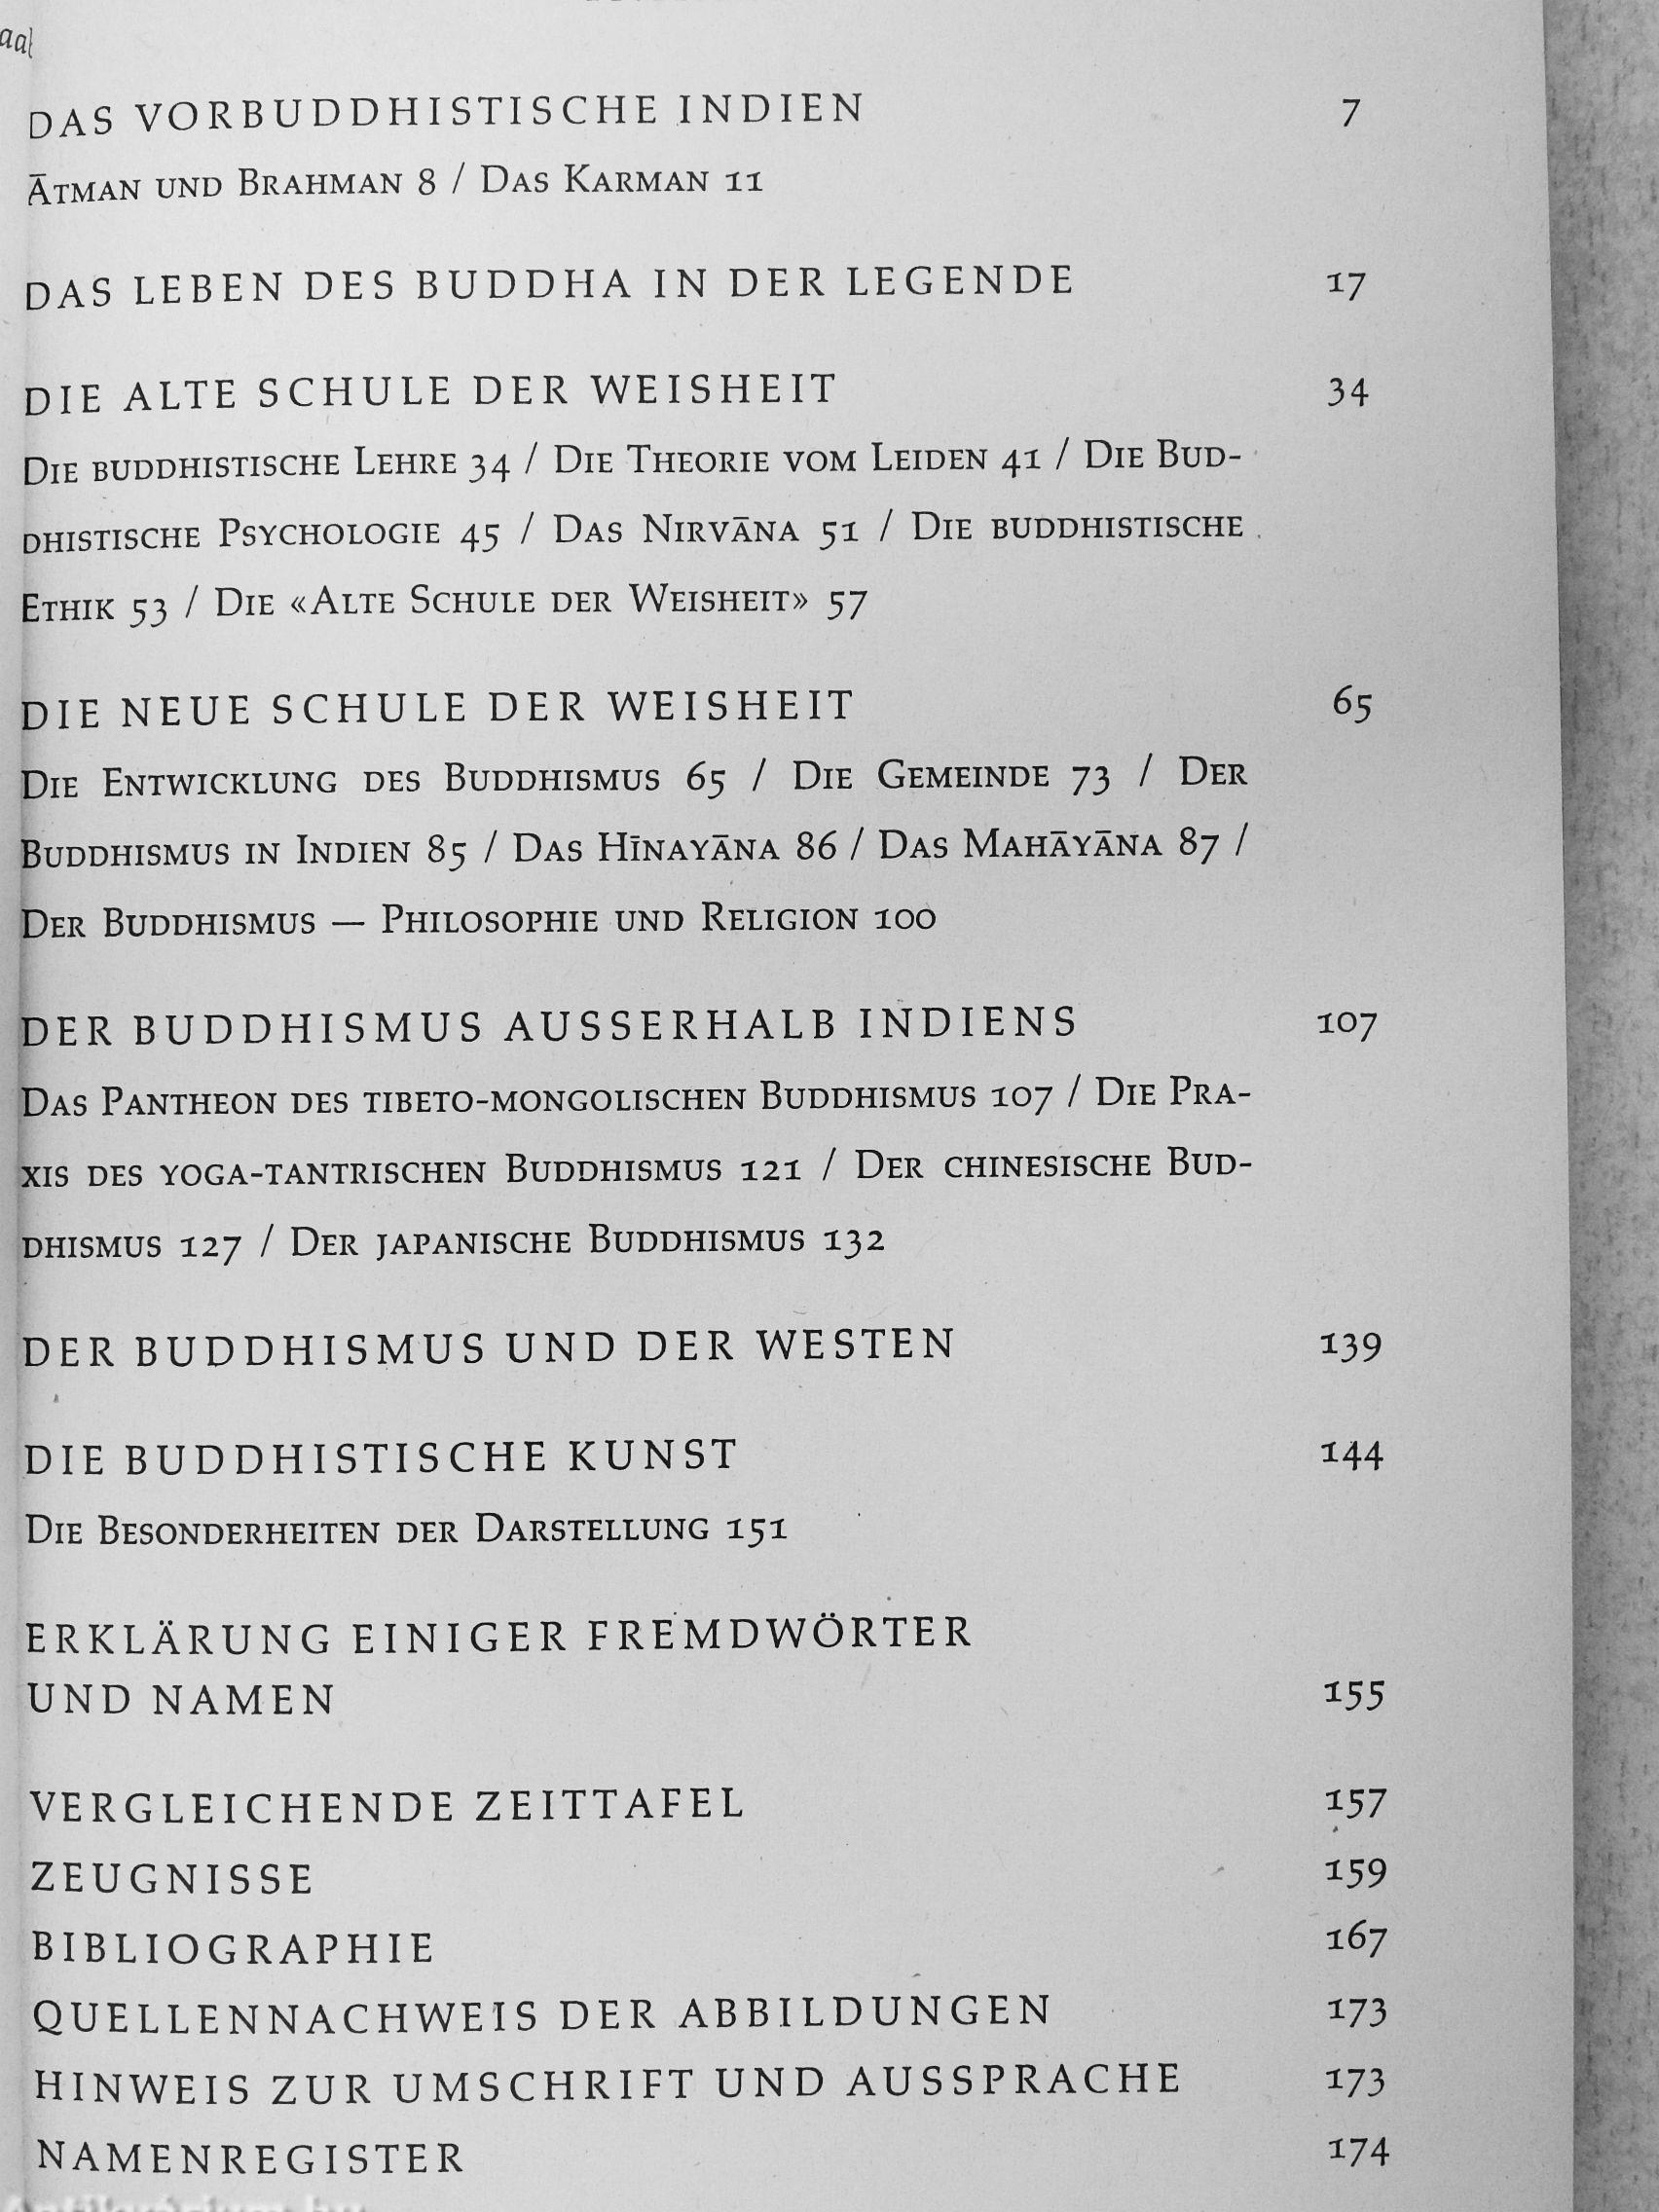 DAS VORBUDDHISTISCHE INDIEN 7
ĀTMAN UND BRAHMAN 8 / DAS KARMAN 11
DAS LEBEN DES BUDDHA IN DER LEGENDE 17
DIE ALTE SCHULE DER WEISHEIT 34
DIE BUDDHISTISCHE LEHRE 34 / DIE THEORIE VOM LEIDEN 41 / DIE BUD-
DHISTISCHE PSYCHOLOGIE 45 / DAS NIRVĀNA 51 / DIE BUDDHISTISCHE
ETHIK 53 / DIE «ALTE SCHULE DER WEISHEIT» 57
DIE NEUE SCHULE DER WEISHEIT 65
DIE ENTWICKLUNG DES BUDDHISMUS 65 / DIE GEMEINDE 73 / DER
BUDDHISMUS IN INDIEN 85 / DAS HĪNAYĀNA 86 / DAS MAHĀYĀNA 87 /
DER BUDDHISMUS — PHILOSOPHIE UND RELIGION 100
DER BUDDHISMUS AUSSERHALB INDIENS 107
DAS PANTHEON DES TIBETO-MONGOLISCHEN BUDDHISMUS 107 / DIE PRA-
XIS DES YOGA-TANTRISCHEN BUDDHISMUS 121 / DER CHINESISCHE BUD-
DHISMUS 127 / DER JAPANISCHE BUDDHISMUS 132
DER BUDDHISMUS UND DER WESTEN 139
DIE BUDDHISTISCHE KUNST 144
DIE BESONDERHEITEN DER DARSTELLUNG 151
ERKLÄRUNG EINIGER FREMDWÖRTER
UND NAMEN 155
VERGLEICHENDE ZEITTAFEL 157
ZEUGNISSE 159
BIBLIOGRAPHIE 167
QUELLENNACHWEIS DER ABBILDUNGEN 173
HINWEIS ZUR UMSCHRIFT UND AUSSPRACHE 173
NAMENREGISTER 174